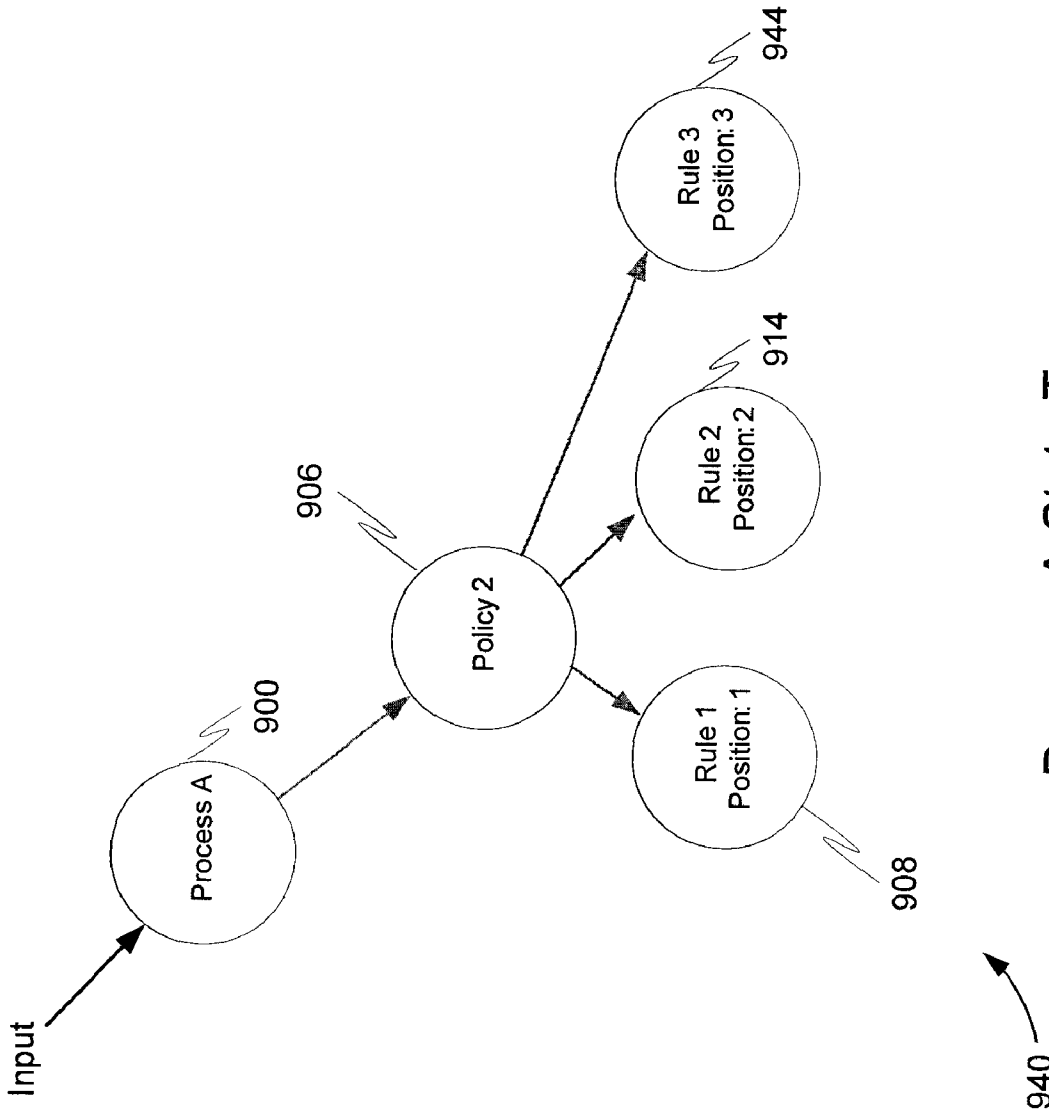 Input
Process A
900
Policy 2
906
Rule 1
Position: 1
908
Rule 2
Position: 2
914
Rule 3
Position: 3
944
940